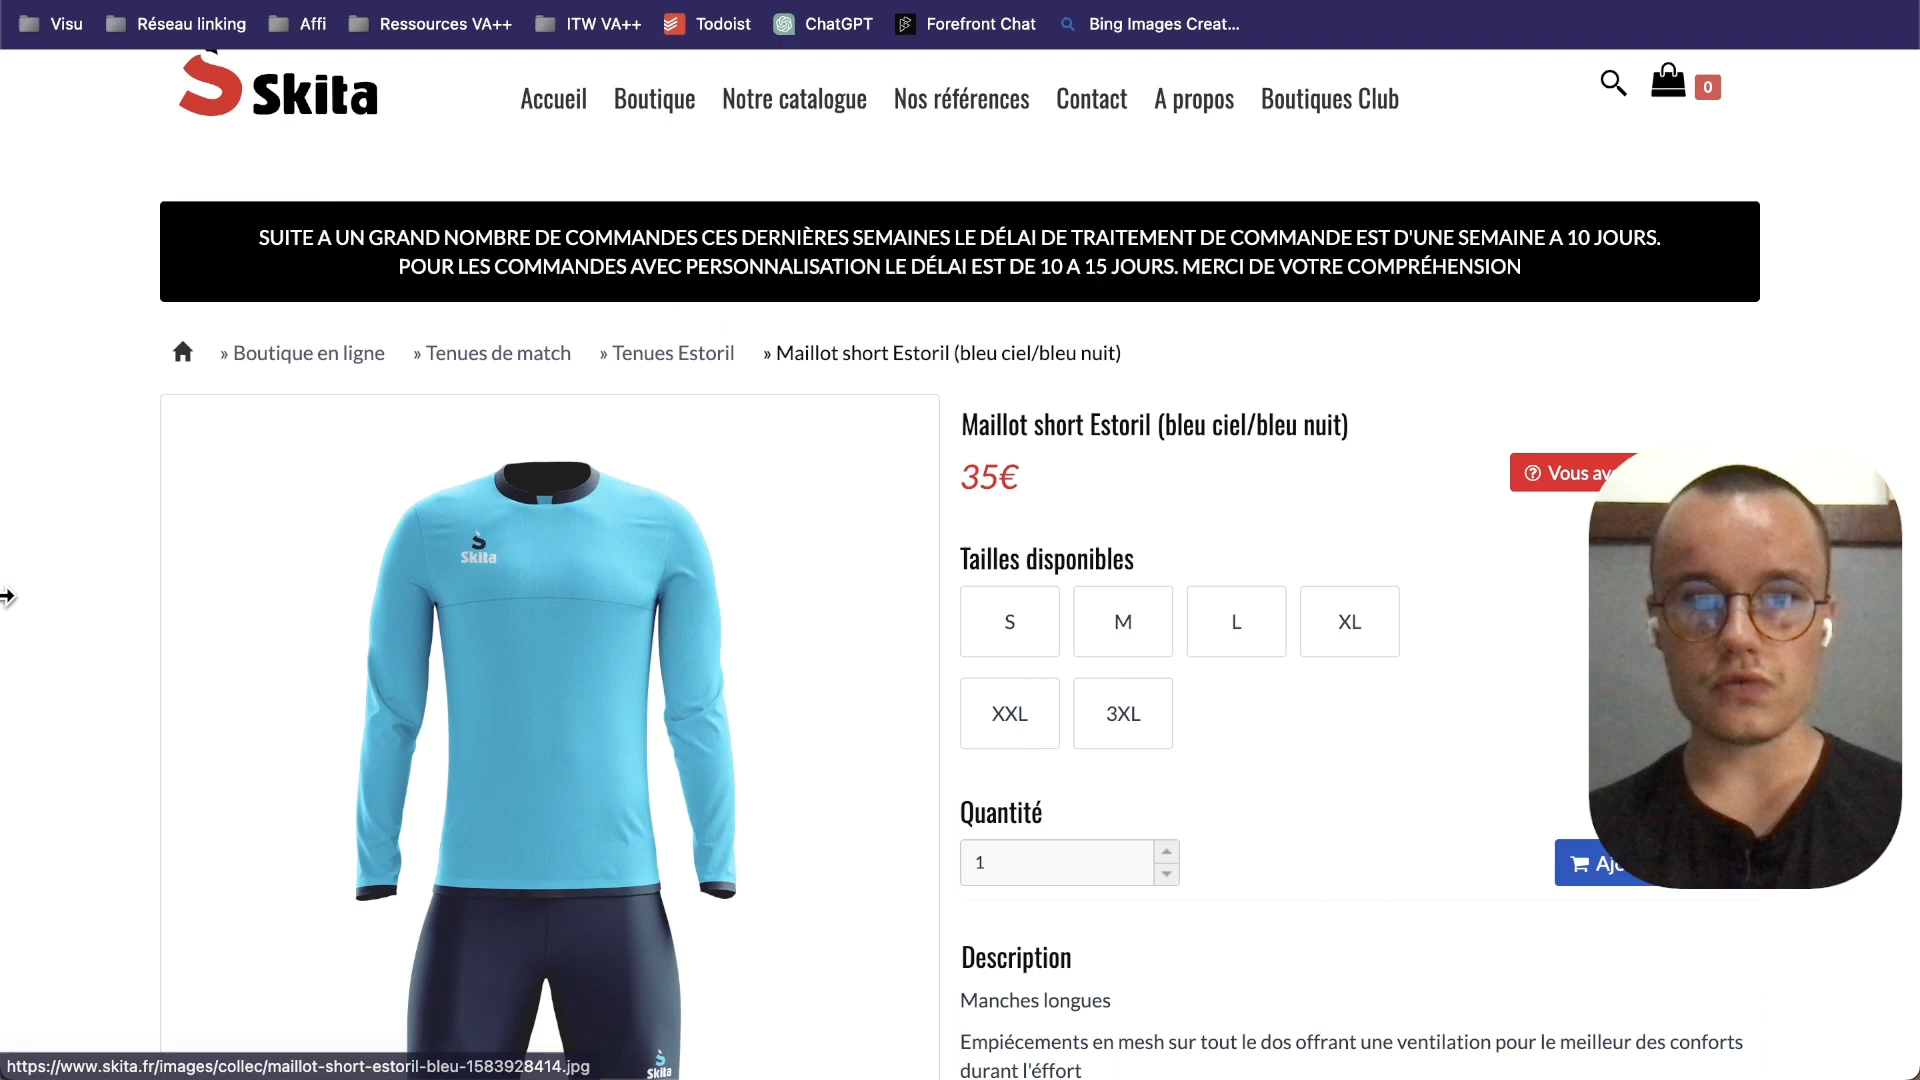 Visu Réseau linking Affi Ressources VA++ ITW VA++ Todoist ChatGPT Forefront Chat Bing Images Creat...
Skita
Accueil Boutique Notre catalogue Nos références Contact A propos Boutiques Club
0
SUITE A UN GRAND NOMBRE DE COMMANDES CES DERNIÈRES SEMAINES LE DÉLAI DE TRAITEMENT DE COMMANDE EST D'UNE SEMAINE A 10 JOURS.
POUR LES COMMANDES AVEC PERSONNALISATION LE DÉLAI EST DE 10 A 15 JOURS. MERCI DE VOTRE COMPRÉHENSION
» Boutique en ligne » Tenues de match » Tenues Estoril » Maillot short Estoril (bleu ciel/bleu nuit)
Skita
Skita
Maillot short Estoril (bleu ciel/bleu nuit)
35€
Vous av
Tailles disponibles
S M L XL
XXL 3XL
Quantité
1
Ajo
Description
Manches longues
Empiécements en mesh sur tout le dos offrant une ventilation pour le meilleur des conforts
durant l'éffort
https://www.skita.fr/images/collec/maillot-short-estoril-bleu-1583928414.jpg